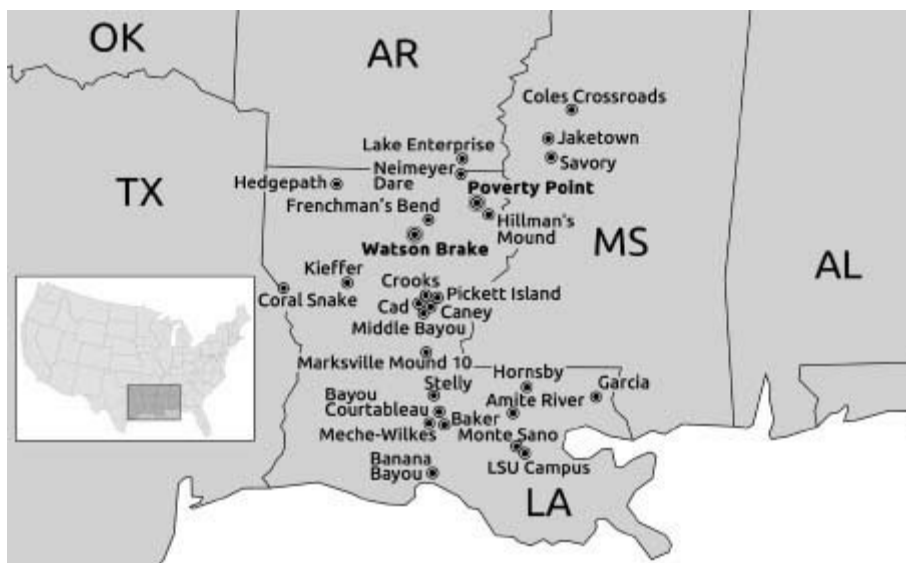 OK
AR
Coles Crossroads
Jaketown
Savory
Lake Enterprise
Neimeyer
Dare
Hedgepath
Poverty Point
TX
Frenchman's Bend
Hillman's
Mound
MS
Watson Brake
AL
Kieffer
Crooks
Pickett Island
Coral Snake
Cad
Caney
Middle Bayou
Marksville Mound 10
Hornsby
Stelly
Garcia
Bayou
Courtableau
Amite River
Baker
Meche-Wilkes
Monte Sano
Banana
Bayou
LSU Campus
LA